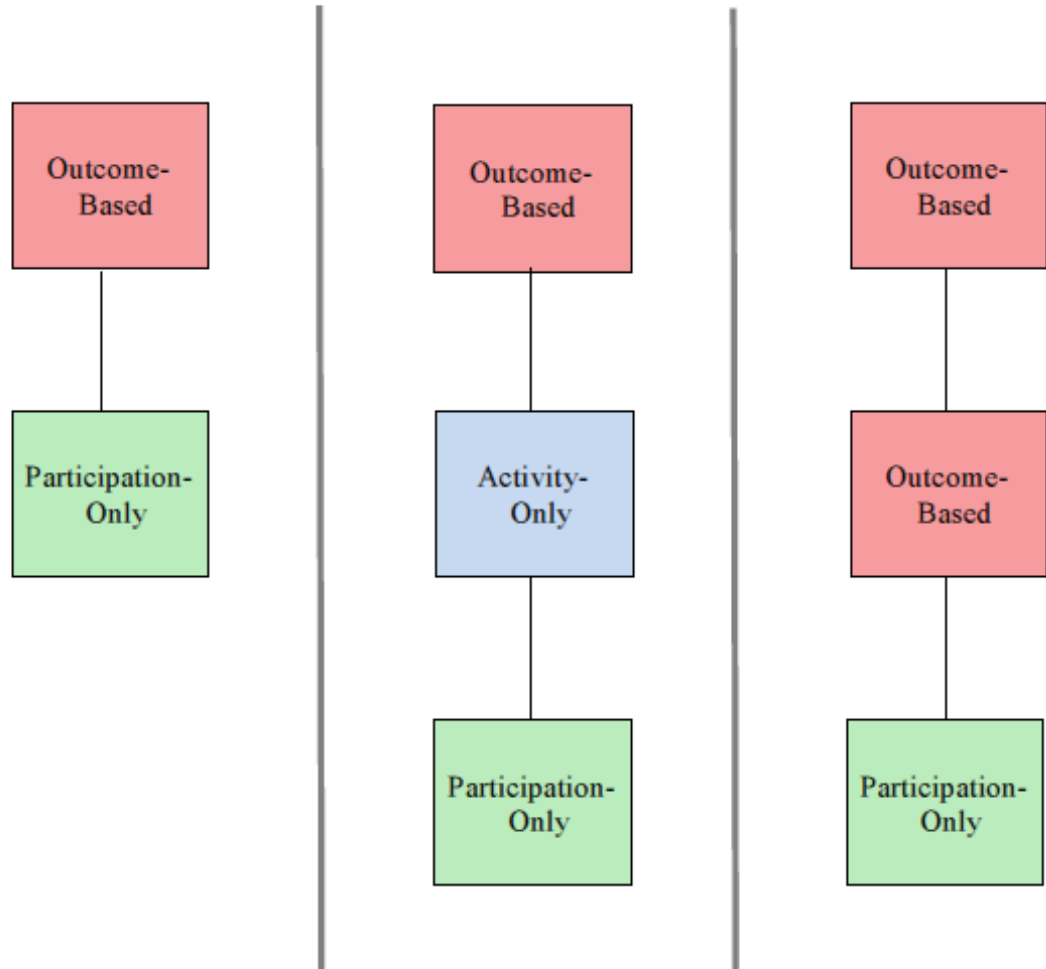 Outcome-
Based
Participation-
Only
Outcome-
Based
Activity-
Only
Participation-
Only
Outcome-
Based
Outcome-
Based
Participation-
Only